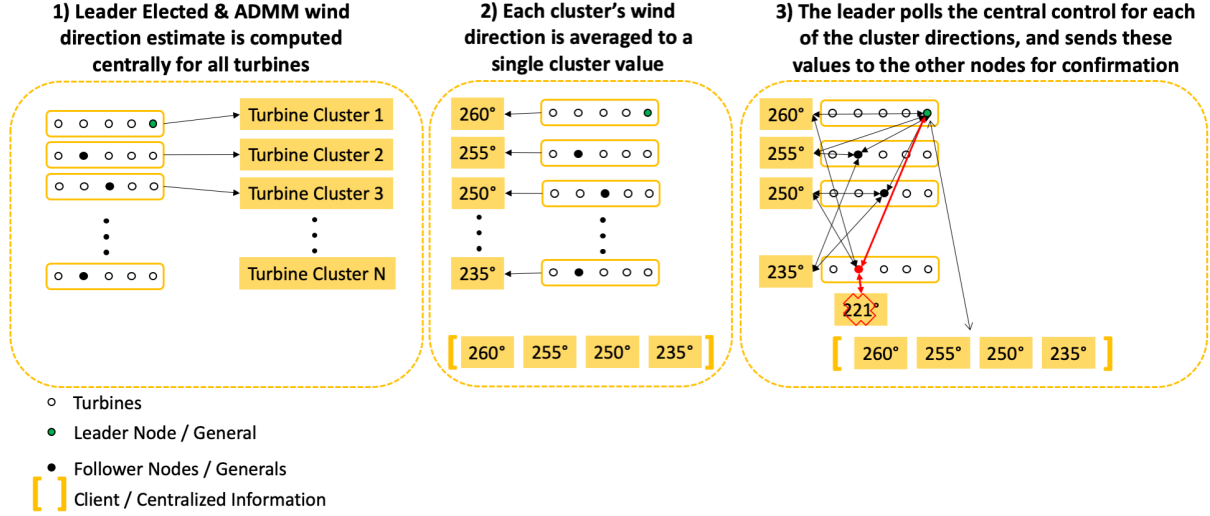 1) Leader Elected & ADMM wind
direction estimate is computed
centrally for all turbines
Turbine Cluster 1
Turbine Cluster 2
Turbine Cluster 3
Turbine Cluster N
2) Each cluster's wind
direction is averaged to a
single cluster value
260°
255°
250°
235°
[ 260° 255° 250° 235° ]
3) The leader polls the central control for each
of the cluster directions, and sends these
values to the other nodes for confirmation
260°
255°
250°
235°
221°
[ 260° 255° 250° 235° ]
Turbines
Leader Node / General
Follower Nodes / Generals
[ ] Client / Centralized Information